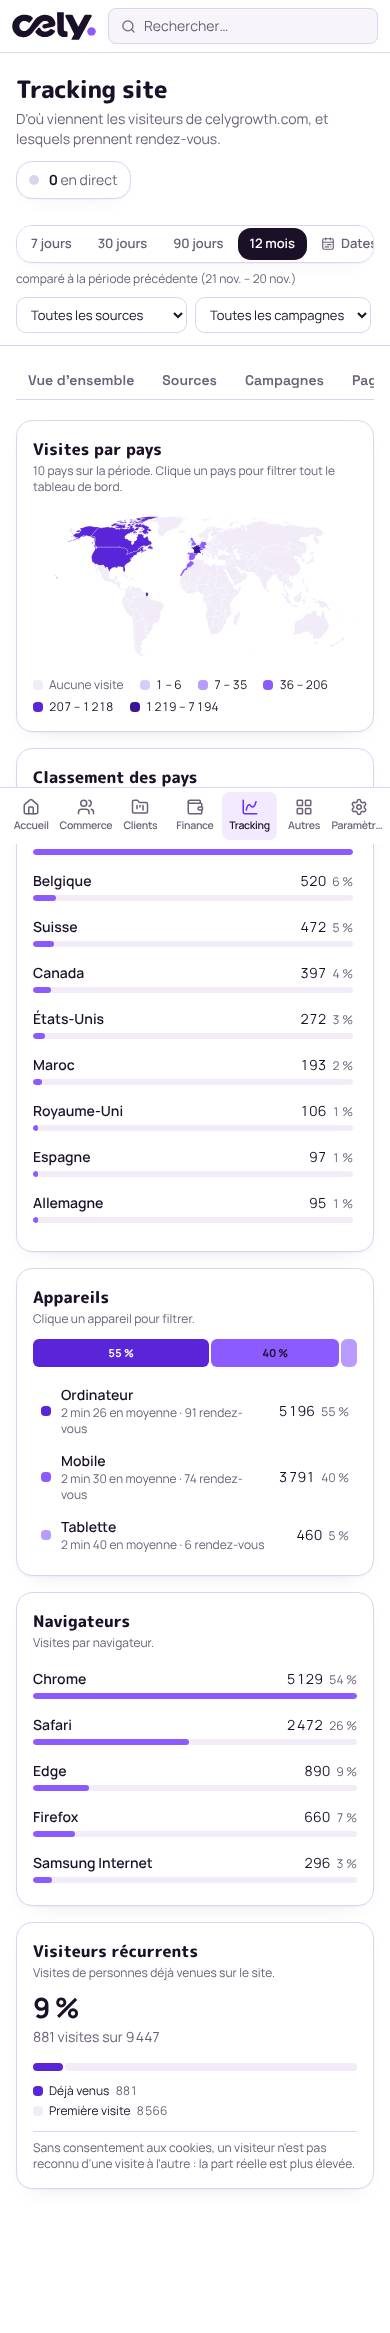 cely.
Rechercher…
Tracking site
D'où viennent les visiteurs de celygrowth.com, et
lesquels prennent rendez-vous.
0 en direct
7 jours 30 jours 90 jours 12 mois Dates
comparé à la période précédente (21 nov. – 20 nov.)
Toutes les sources Toutes les campagnes
Vue d'ensemble Sources Campagnes Pag
Visites par pays
10 pays sur la période. Clique un pays pour filtrer tout le
tableau de bord.
Aucune visite 1 – 6 7 – 35 36 – 206
207 – 1 218 1 219 – 7 194
Classement des pays
Accueil Commerce Clients Finance Tracking Autres Paramètr…
Belgique 520 6 %
Suisse 472 5 %
Canada 397 4 %
États-Unis 272 3 %
Maroc 193 2 %
Royaume-Uni 106 1 %
Espagne 97 1 %
Allemagne 95 1 %
Appareils
Clique un appareil pour filtrer.
55 % 40 %
Ordinateur 5 196 55 %
2 min 26 en moyenne · 91 rendez-
vous
Mobile 3 791 40 %
2 min 30 en moyenne · 74 rendez-
vous
Tablette 460 5 %
2 min 40 en moyenne · 6 rendez-vous
Navigateurs
Visites par navigateur.
Chrome 5 129 54 %
Safari 2 472 26 %
Edge 890 9 %
Firefox 660 7 %
Samsung Internet 296 3 %
Visiteurs récurrents
Visites de personnes déjà venues sur le site.
9 %
881 visites sur 9 447
Déjà venus 881
Première visite 8 566
Sans consentement aux cookies, un visiteur n'est pas
reconnu d'une visite à l'autre : la part réelle est plus élevée.